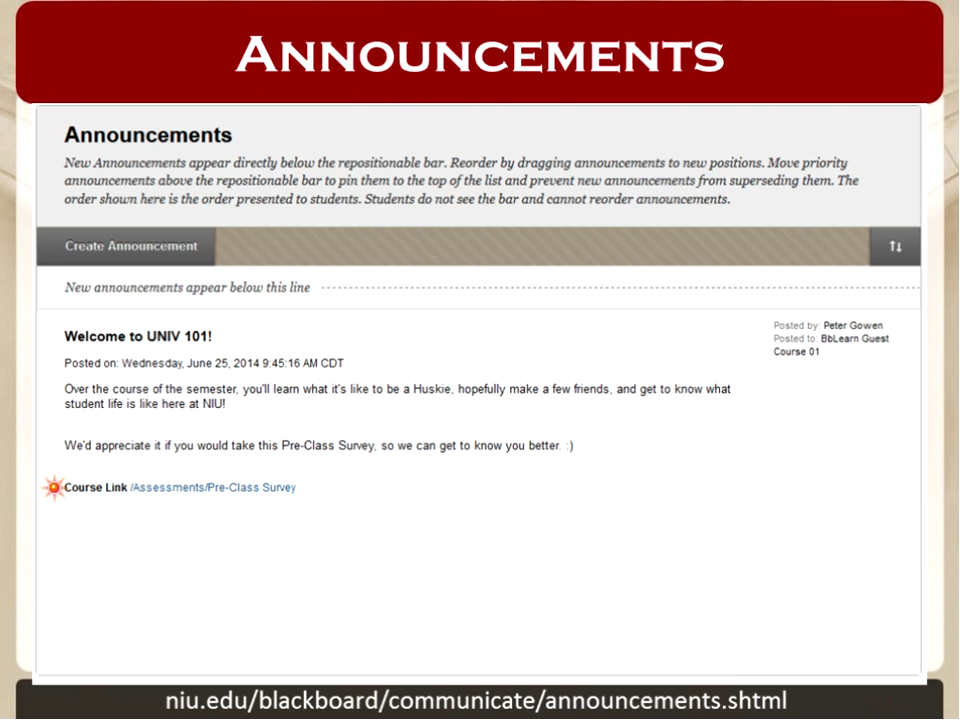 Announcements
Announcements
New Announcements appear directly below the repositionable bar. Reorder by dragging announcements to new positions. Move priority
announcements above the repositionable bar to pin them to the top of the list and prevent new announcements from superseding them. The
order shown here is the order presented to students. Students do not see the bar and cannot reorder announcements.
Create Announcement
New announcements appear below this line
Welcome to UNIV 101!
Posted on: Wednesday, June 25, 2014 9:45:16 AM CDT
Over the course of the semester, you'll learn what it's like to be a Huskie, hopefully make a few friends, and get to know what
student life is like here at NIU!
We'd appreciate it if you would take this Pre-Class Survey, so we can get to know you better. :)
Course Link /Assessments/Pre-Class Survey
Posted by: Peter Gowen
Posted to: BbLearn Guest
Course 01
niu.edu/blackboard/communicate/announcements.shtml